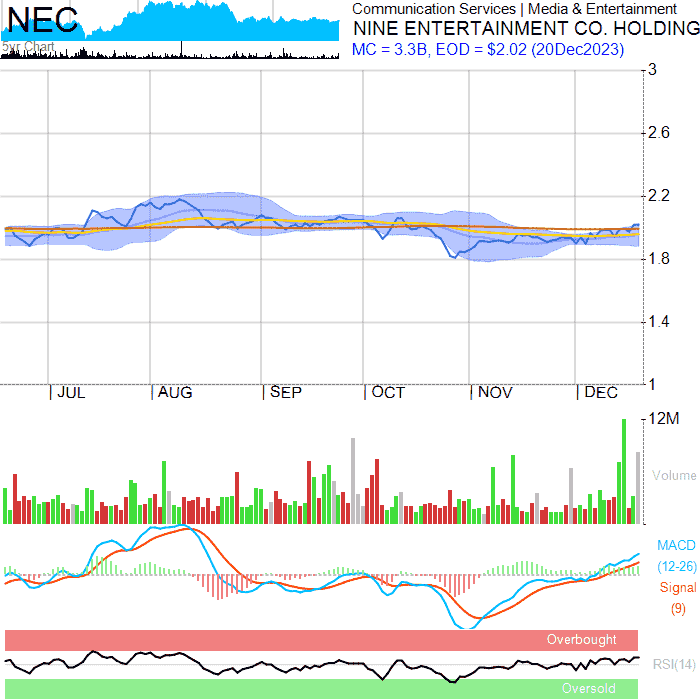 NEC
5yr Chart
Communication Services | Media & Entertainment
NINE ENTERTAINMENT CO. HOLDING
MC = 3.3B, EOD = $2.02 (20Dec2023)
3
2.6
2.2
1.8
1.4
1
| JUL | AUG | SEP | OCT | NOV | DEC
12M
Volume
MACD
(12-26)
Signal
(9)
Overbought
RSI(14)
Oversold